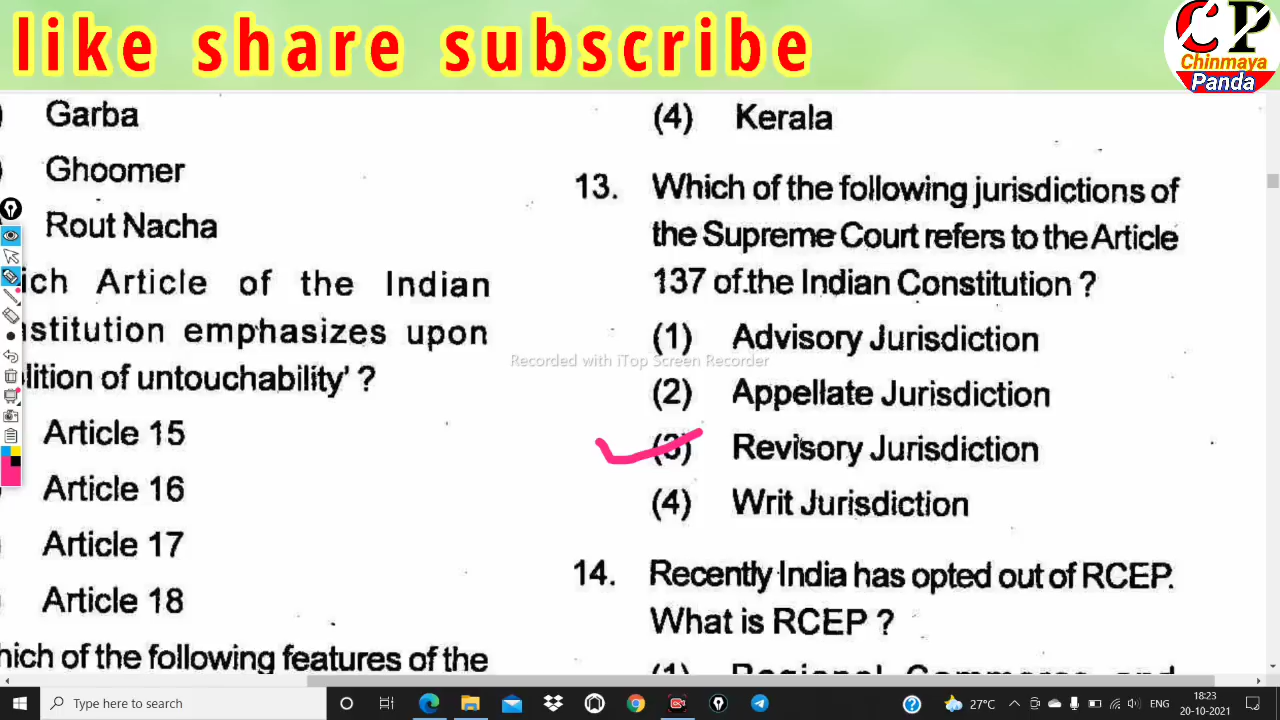 like share subscribe
CP
Chinmaya
Panda
Garba
Ghoomer
Rout Nacha
ich Article of the Indian
nstitution emphasizes upon
lition of untouchability' ?
Article 15
Article 16
Article 17
Article 18
hich of the following features of the
(4) Kerala
13. Which of the following jurisdictions of
the Supreme Court refers to the Article
137 of the Indian Constitution ?
(1) Advisory Jurisdiction
(2) Appellate Jurisdiction
(3) Revisory Jurisdiction
(4) Writ Jurisdiction
14. Recently India has opted out of RCEP.
What is RCEP ?
(1) Regional Commerce and
Recorded with iTop Screen Recorder
Type here to search
27°C
ENG
18:23
20-10-2021